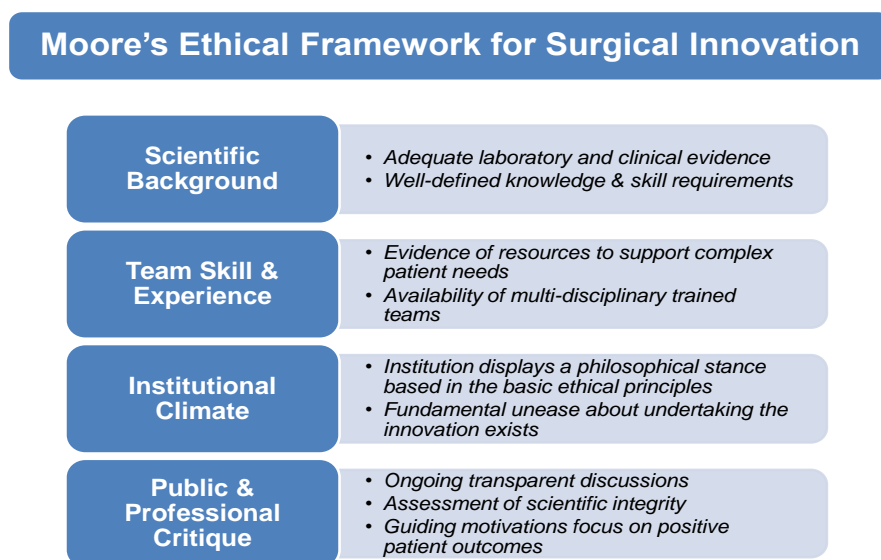 Moore’s Ethical Framework for Surgical Innovation
Scientific
Background
• Adequate laboratory and clinical evidence
• Well-defined knowledge & skill requirements
Team Skill &
Experience
• Evidence of resources to support complex
patient needs
• Availability of multi-disciplinary trained
teams
Institutional
Climate
• Institution displays a philosophical stance
based in the basic ethical principles
• Fundamental unease about undertaking the
innovation exists
Public &
Professional
Critique
• Ongoing transparent discussions
• Assessment of scientific integrity
• Guiding motivations focus on positive
patient outcomes